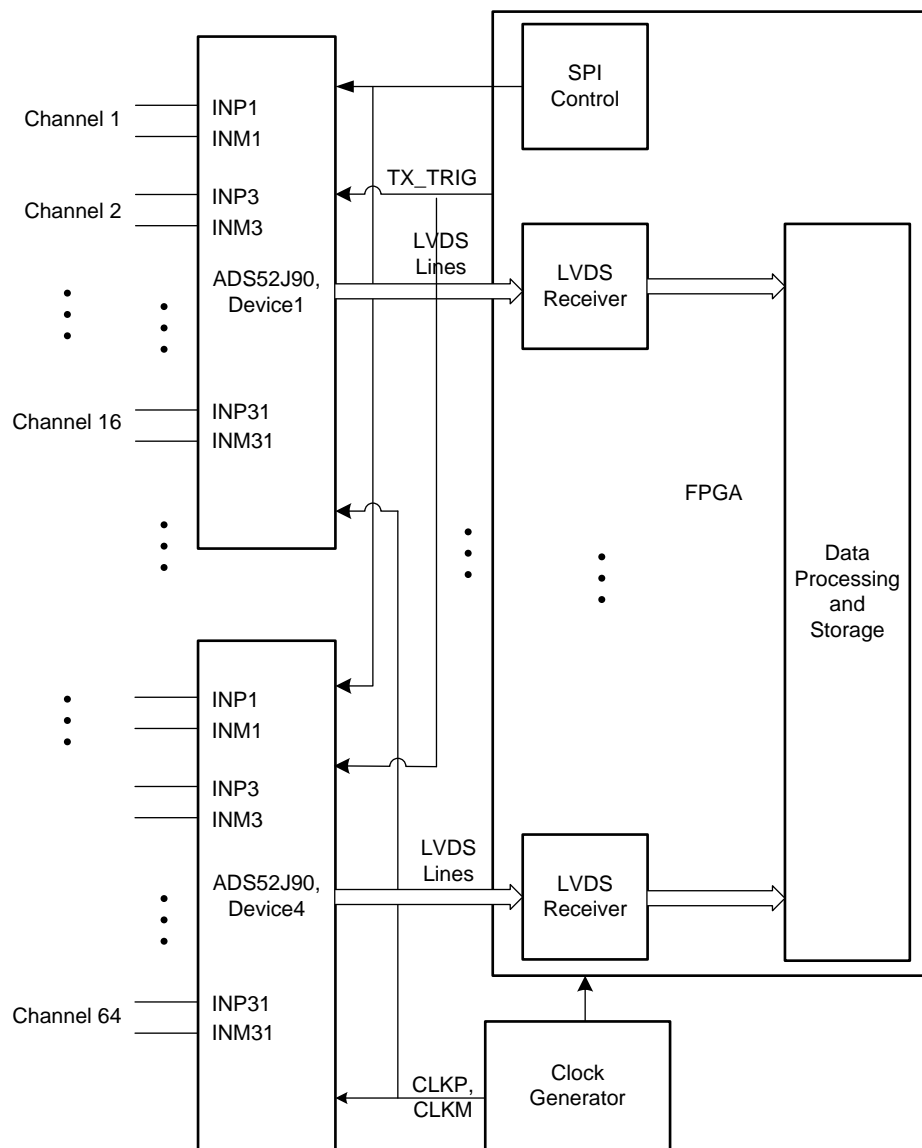 SPI
Control
Channel 1
INP1
INM1
TX_TRIG
Channel 2
INP3
INM3
LVDS
Lines
ADS52J90,
Device1
LVDS
Receiver
Channel 16
INP31
INM31
FPGA
Data
Processing
and
Storage
INP1
INM1
INP3
INM3
LVDS
Lines
ADS52J90,
Device4
LVDS
Receiver
Channel 64
INP31
INM31
CLKP,
CLKM
Clock
Generator